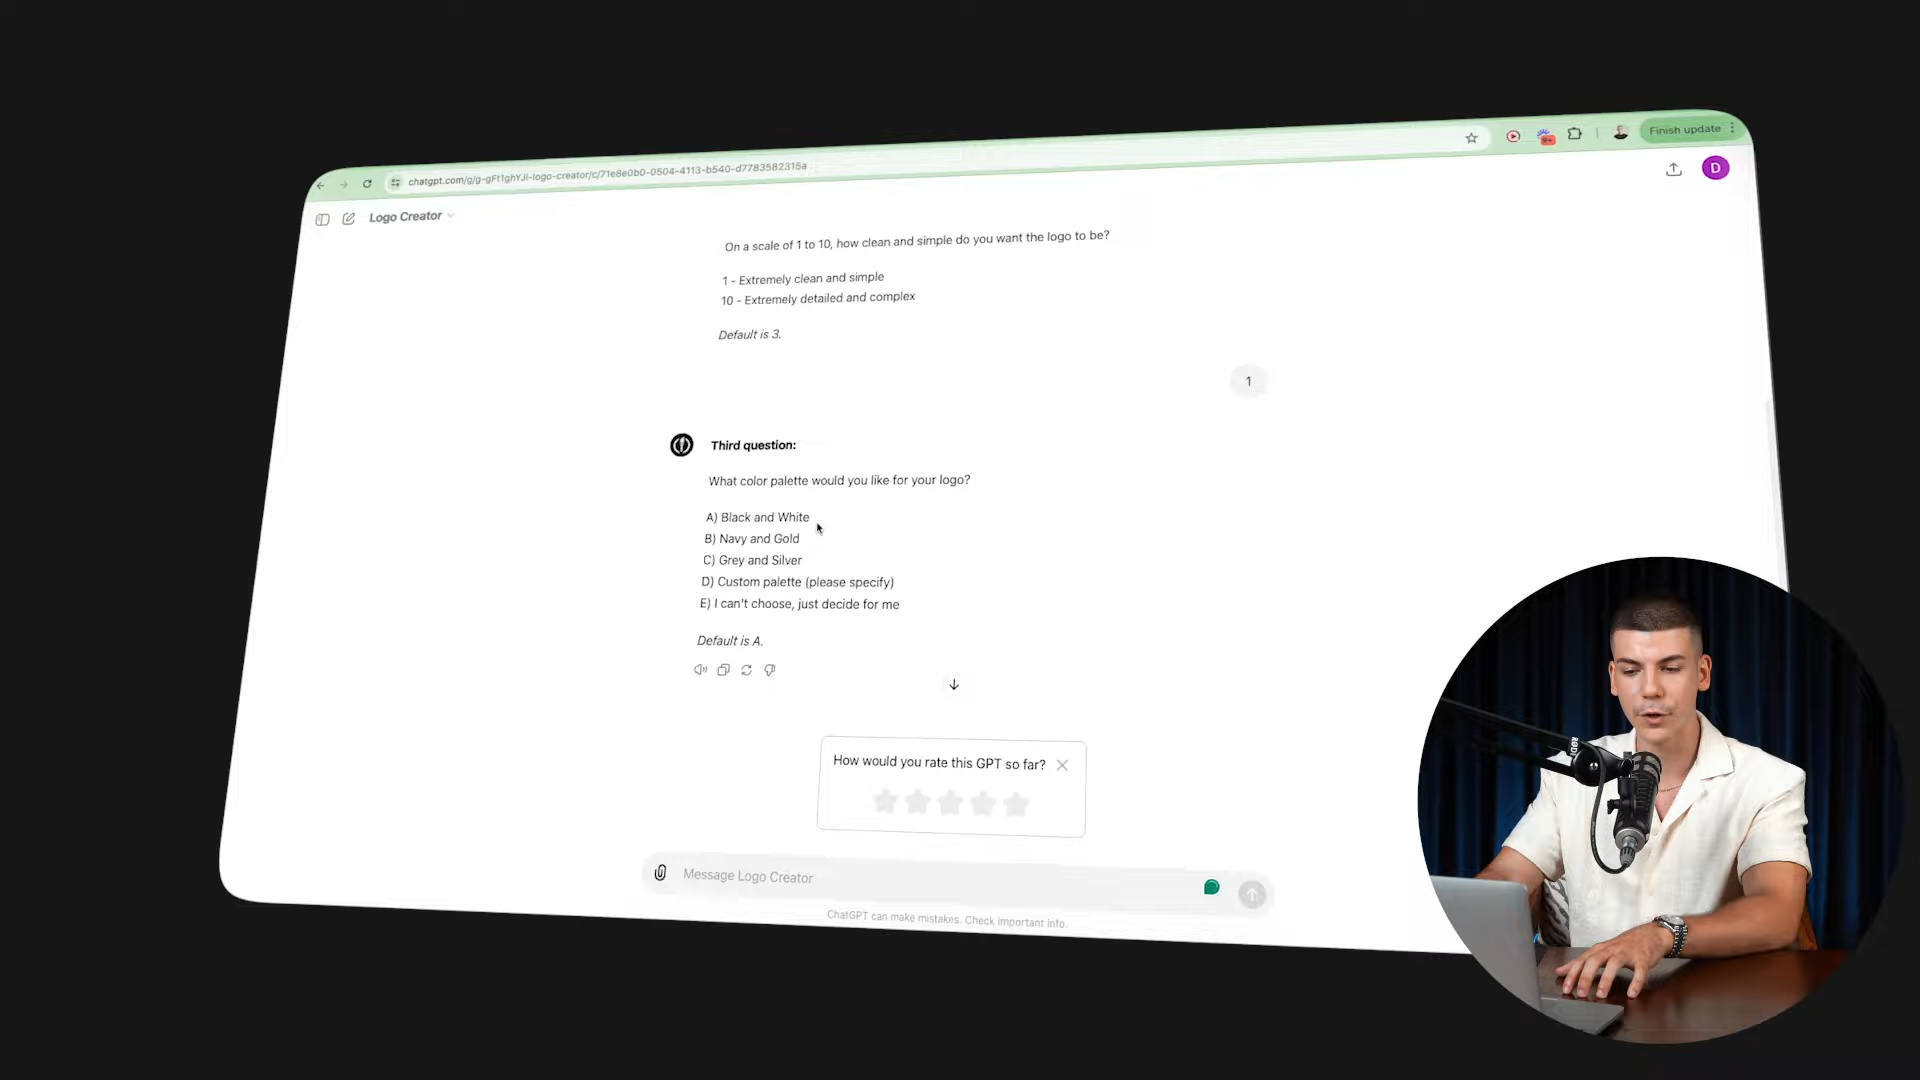 Finish update
chatgpt.com/g/g-gFt1ghYJl-logo-creator/c/71e8e0b0-0504-4113-b540-d7783582315a
D
Logo Creator
On a scale of 1 to 10, how clean and simple do you want the logo to be?
1 - Extremely clean and simple
10 - Extremely detailed and complex
Default is 3.
1
Third question:
What color palette would you like for your logo?
A) Black and White
B) Navy and Gold
C) Grey and Silver
D) Custom palette (please specify)
E) I can't choose, just decide for me
Default is A.
How would you rate this GPT so far?
Message Logo Creator
ChatGPT can make mistakes. Check important info.
RØDE